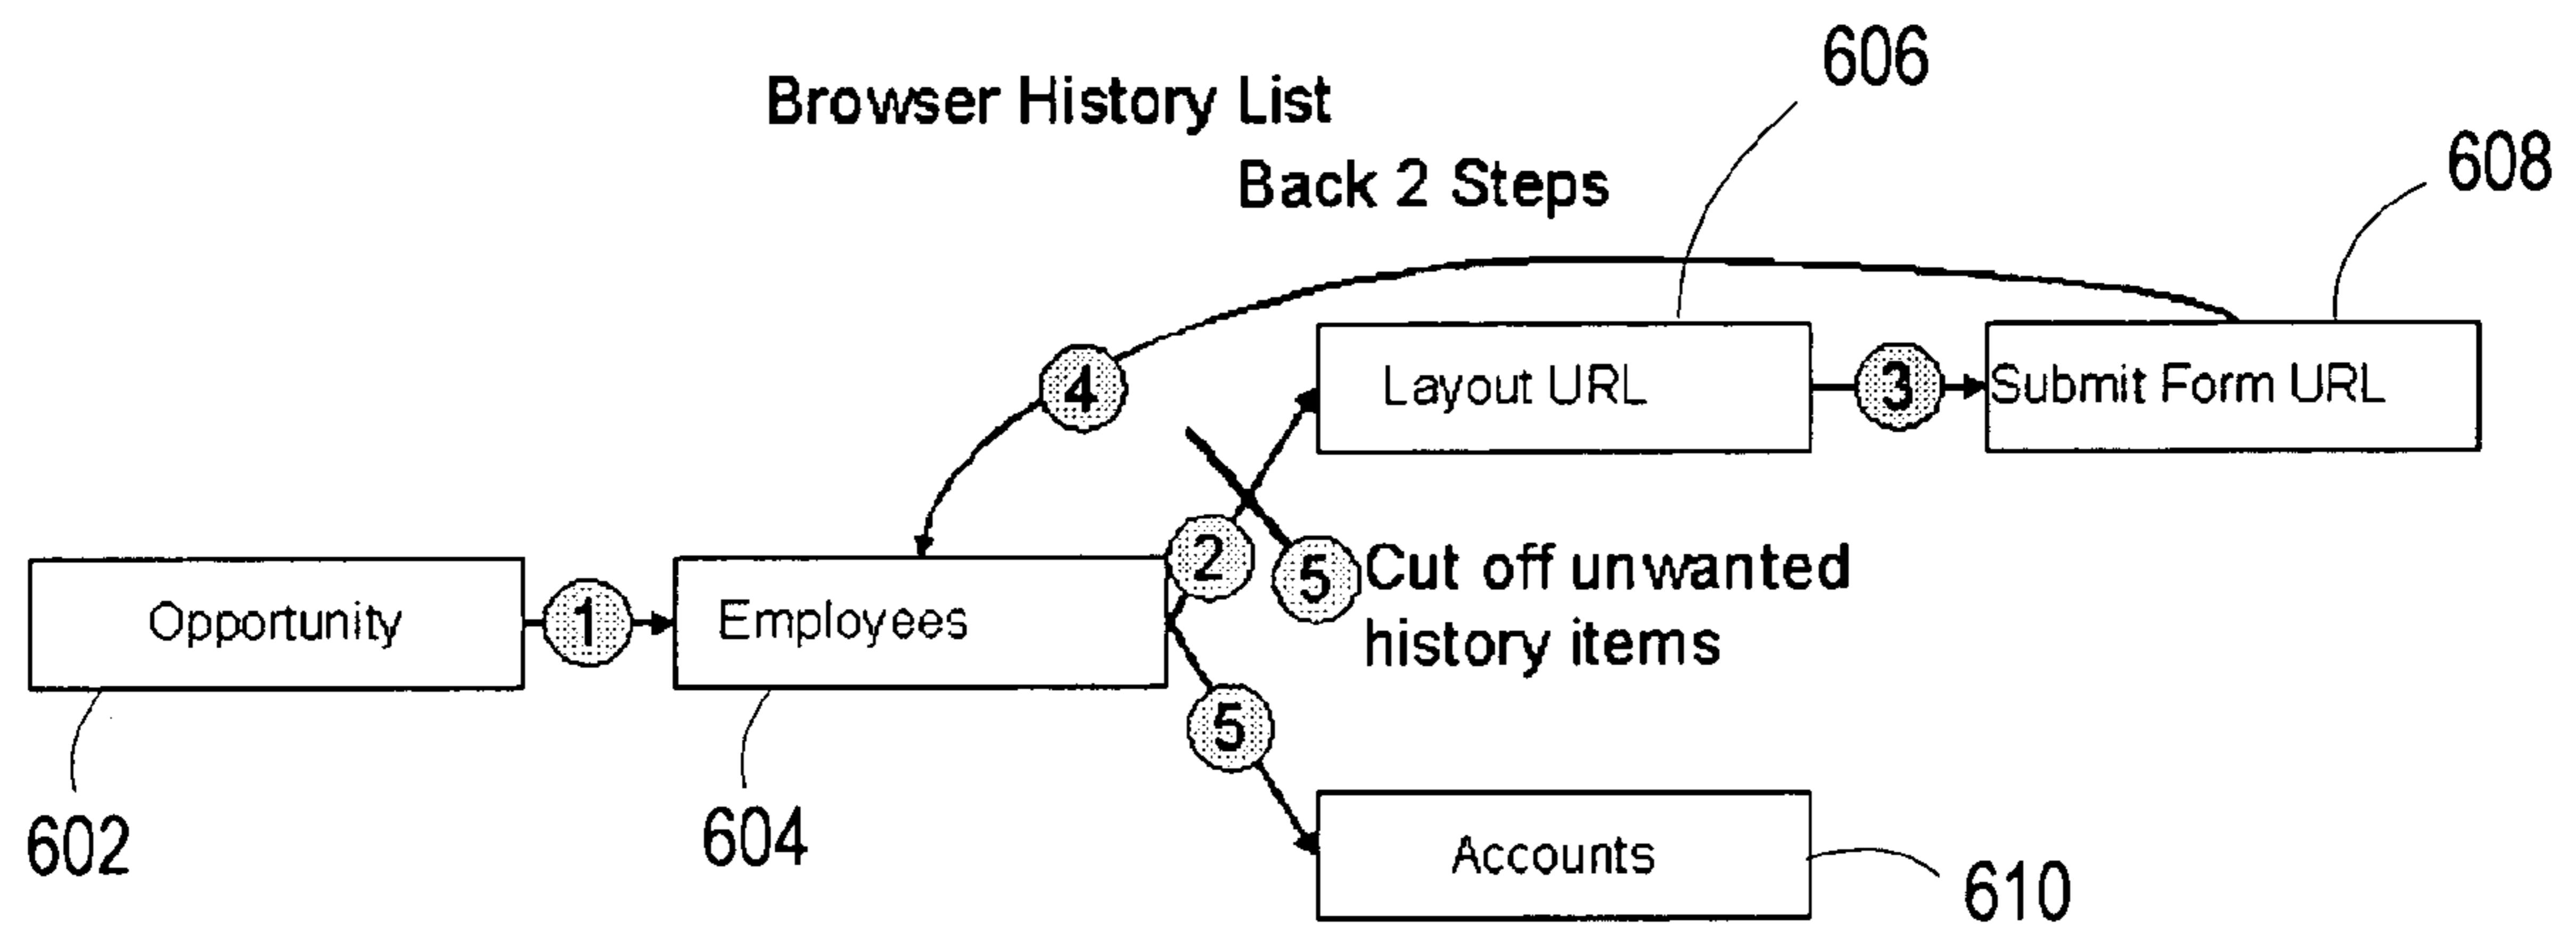 606
Browser History List
608
Back 2 Steps
4
Layout URL
3
Submit Form URL
2
5 Cut off unwanted
history items
Opportunity
1
Employees
5
602
604
Accounts
610